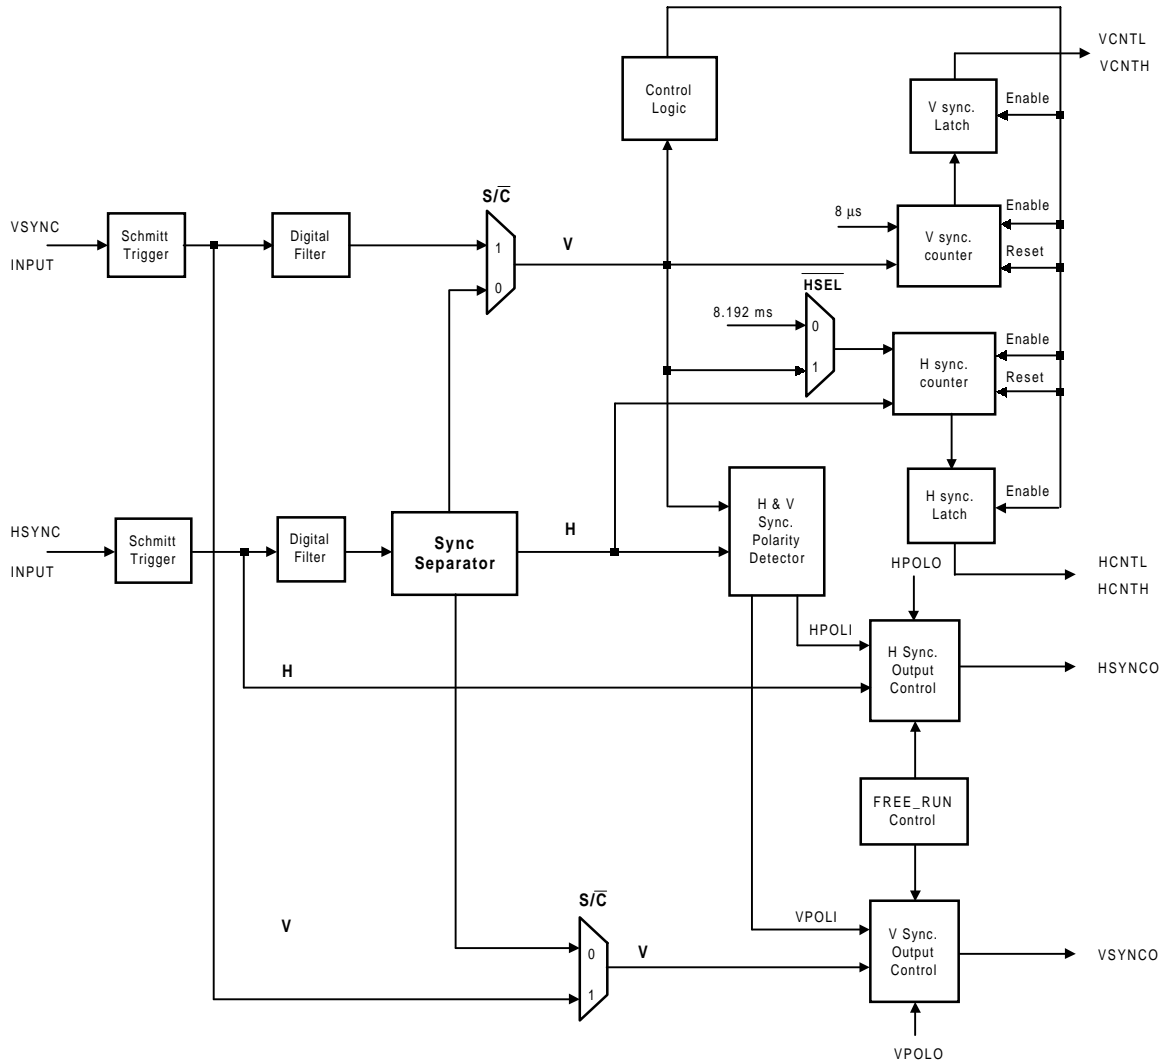 VCNTL
VCNTH
Control
Logic
V sync.
Latch
Enable
S/C̅
VSYNC
INPUT
Schmitt
Trigger
Digital
Filter
1
0
V
8 µs
V sync.
counter
Enable
Reset
H̅S̅E̅L̅
8.192 ms
0
1
H sync.
counter
Enable
Reset
H sync.
Latch
Enable
HSYNC
INPUT
Schmitt
Trigger
Digital
Filter
Sync
Separator
H
H & V
Sync.
Polarity
Detector
HCNTL
HCNTH
HPOLO
HPOLI
H Sync.
Output
Control
HSYNCO
H
FREE_RUN
Control
S/C̅
V
0
1
V
VPOLI
V Sync.
Output
Control
VSYNCO
VPOLO